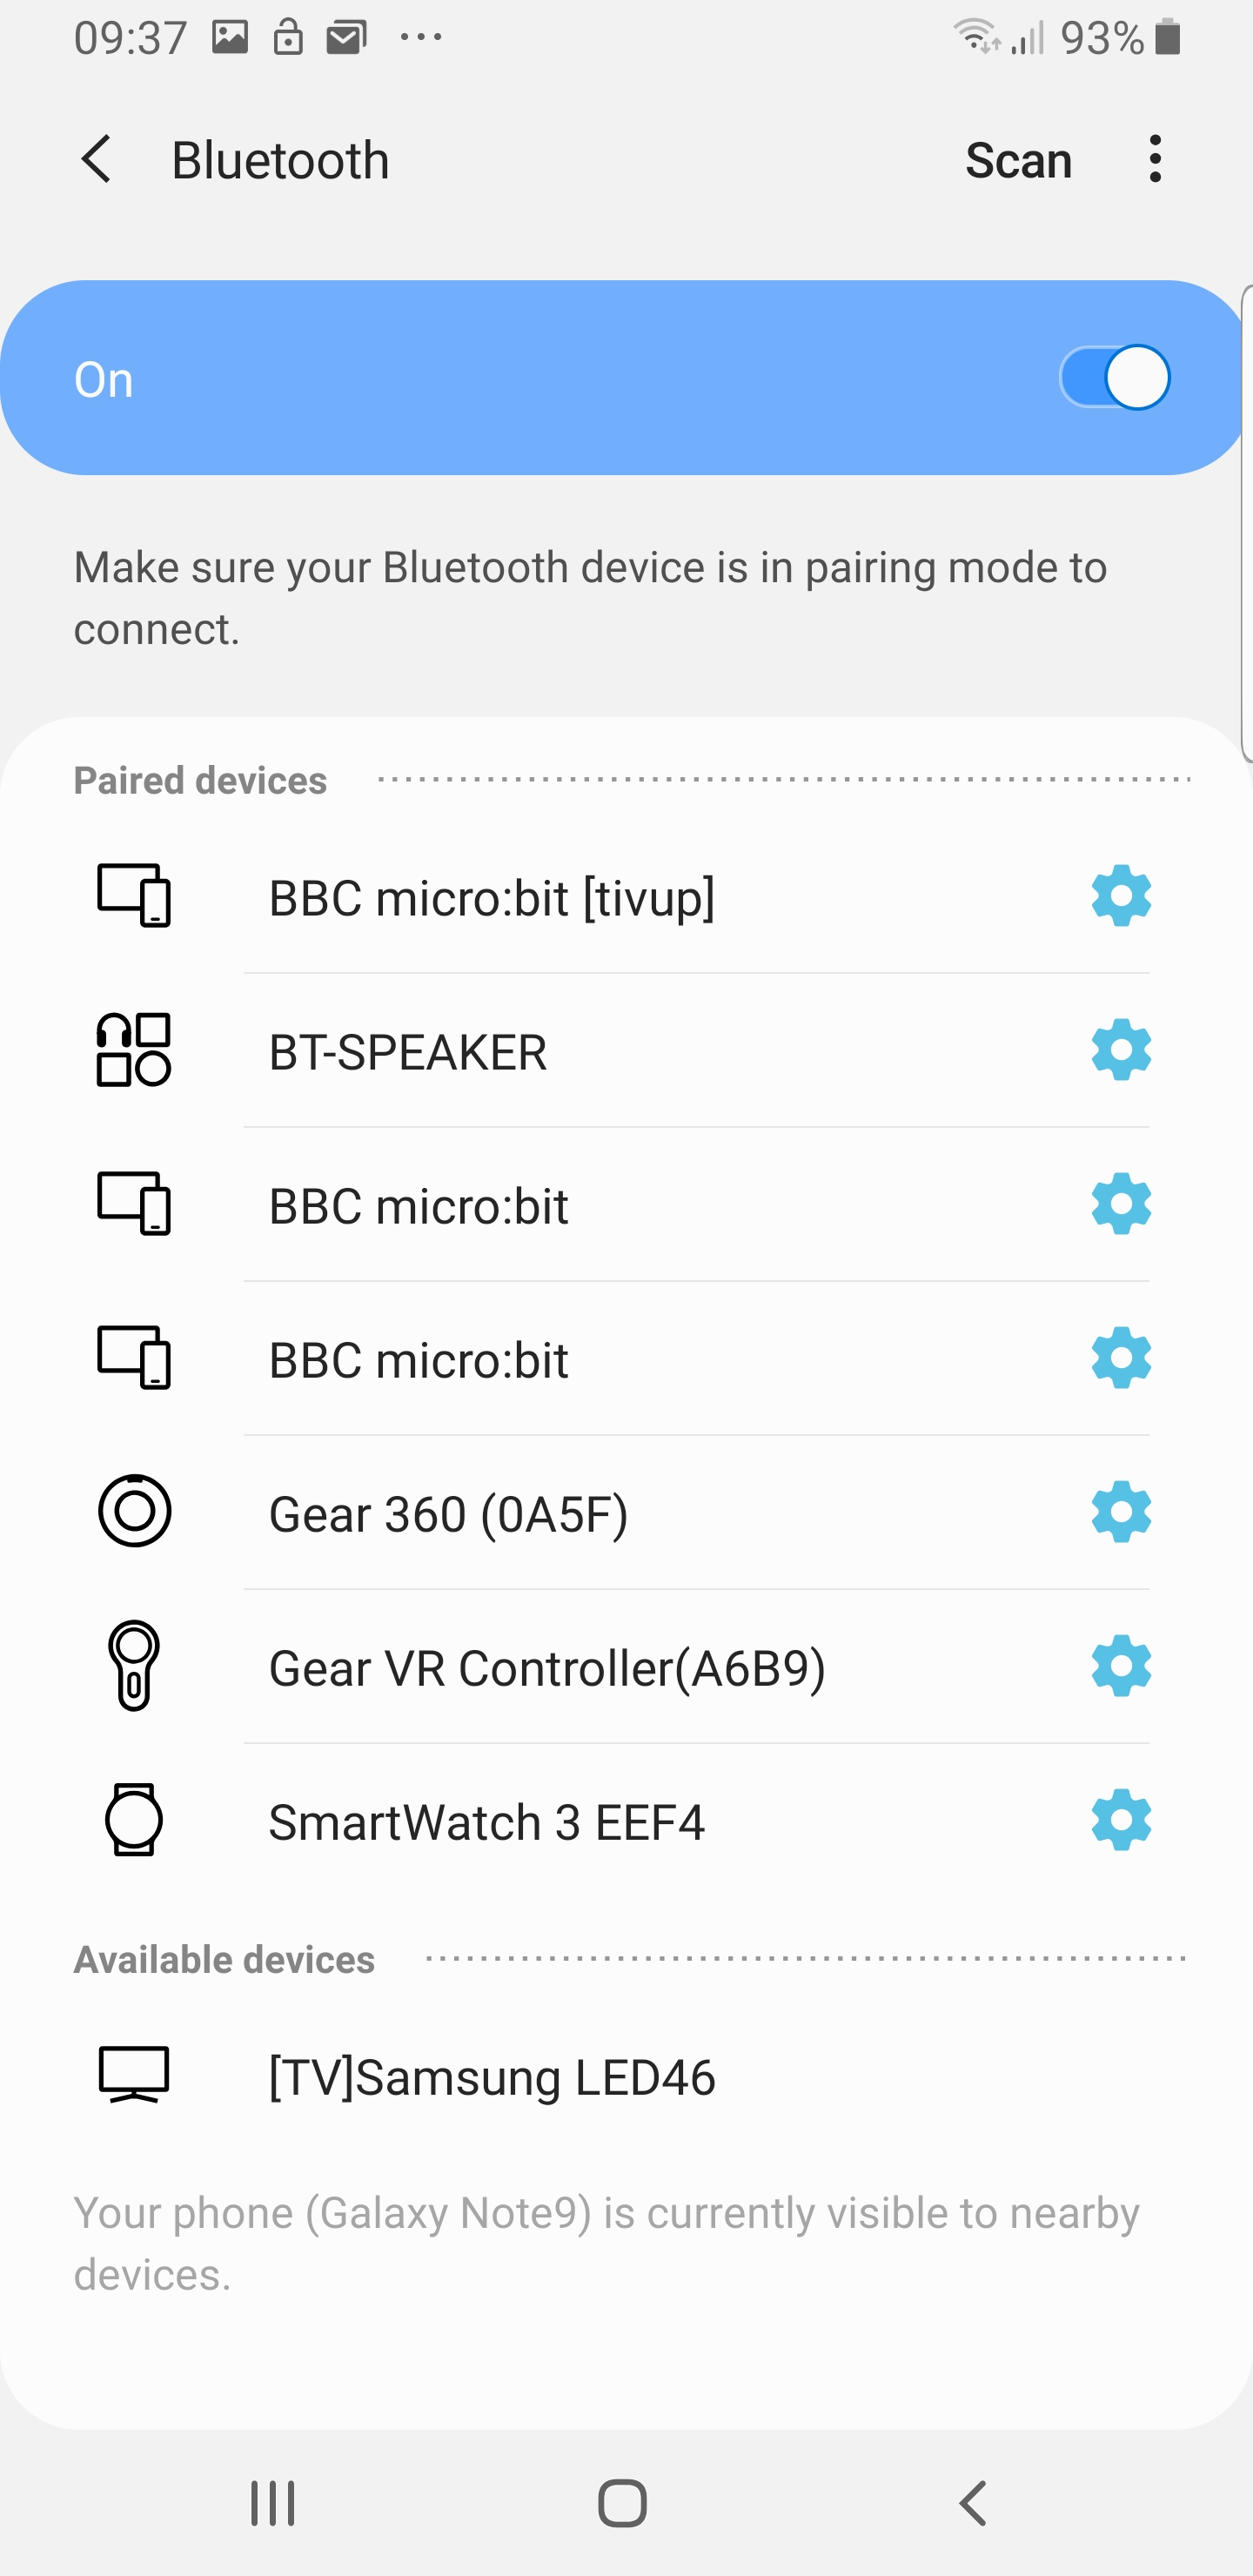 09:37
93%
Bluetooth
Scan
On
Make sure your Bluetooth device is in pairing mode to
connect.
Paired devices
BBC micro:bit [tivup]
BT-SPEAKER
BBC micro:bit
BBC micro:bit
Gear 360 (0A5F)
Gear VR Controller(A6B9)
SmartWatch 3 EEF4
Available devices
[TV]Samsung LED46
Your phone (Galaxy Note9) is currently visible to nearby
devices.